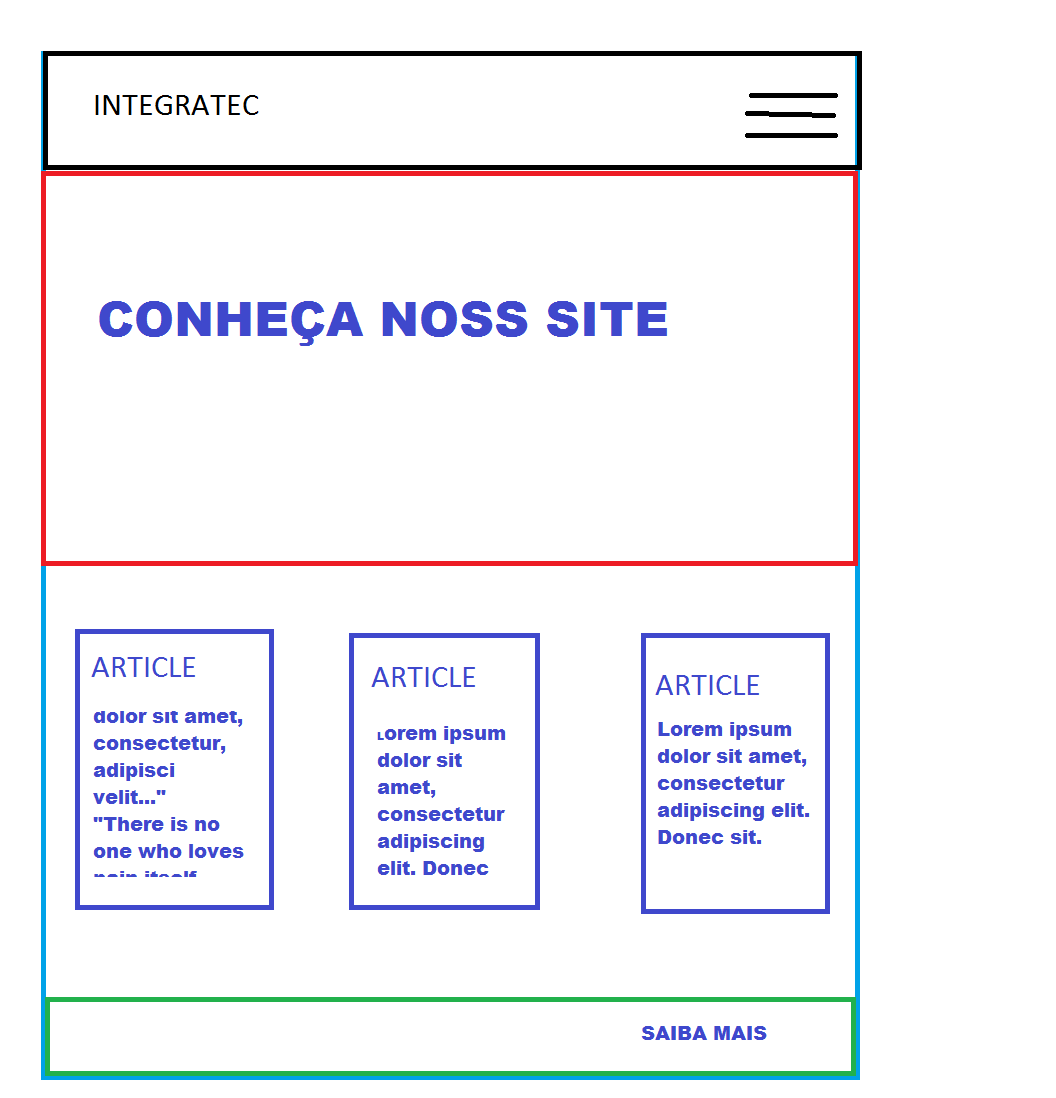 INTEGRATEC
CONHEÇA NOSS SITE
ARTICLE
dolor sit amet,
consectetur,
adipisci
velit..."
"There is no
one who loves
pain itself
ARTICLE
Lorem ipsum
dolor sit
amet,
consectetur
adipiscing
elit. Donec
ARTICLE
Lorem ipsum
dolor sit amet,
consectetur
adipiscing elit.
Donec sit.
SAIBA MAIS